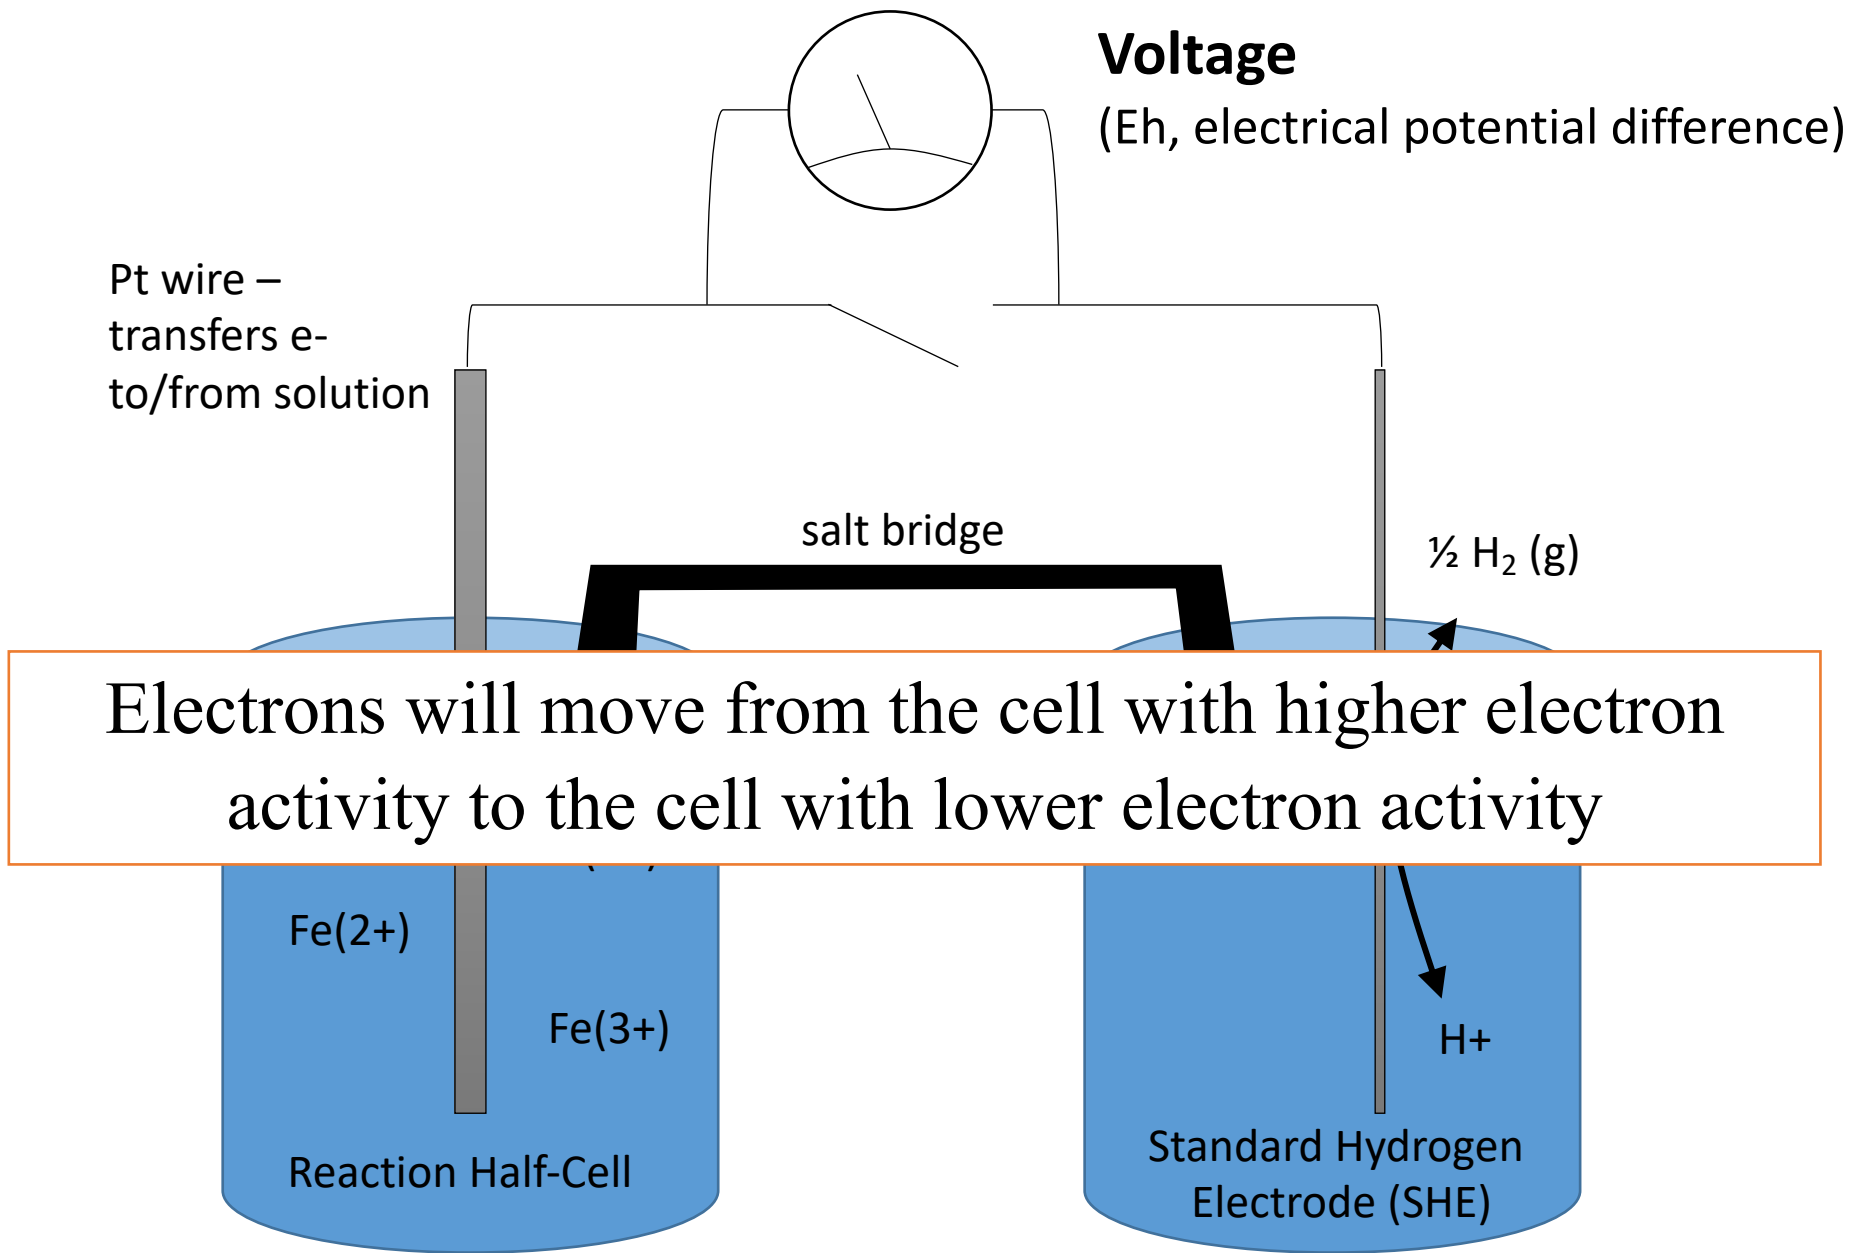 Voltage
(Eh, electrical potential difference)
Pt wire –
transfers e-
to/from solution
salt bridge
½ H₂ (g)
Electrons will move from the cell with higher electron
activity to the cell with lower electron activity
Fe(2+)
Fe(3+)
H+
Reaction Half-Cell
Standard Hydrogen
Electrode (SHE)